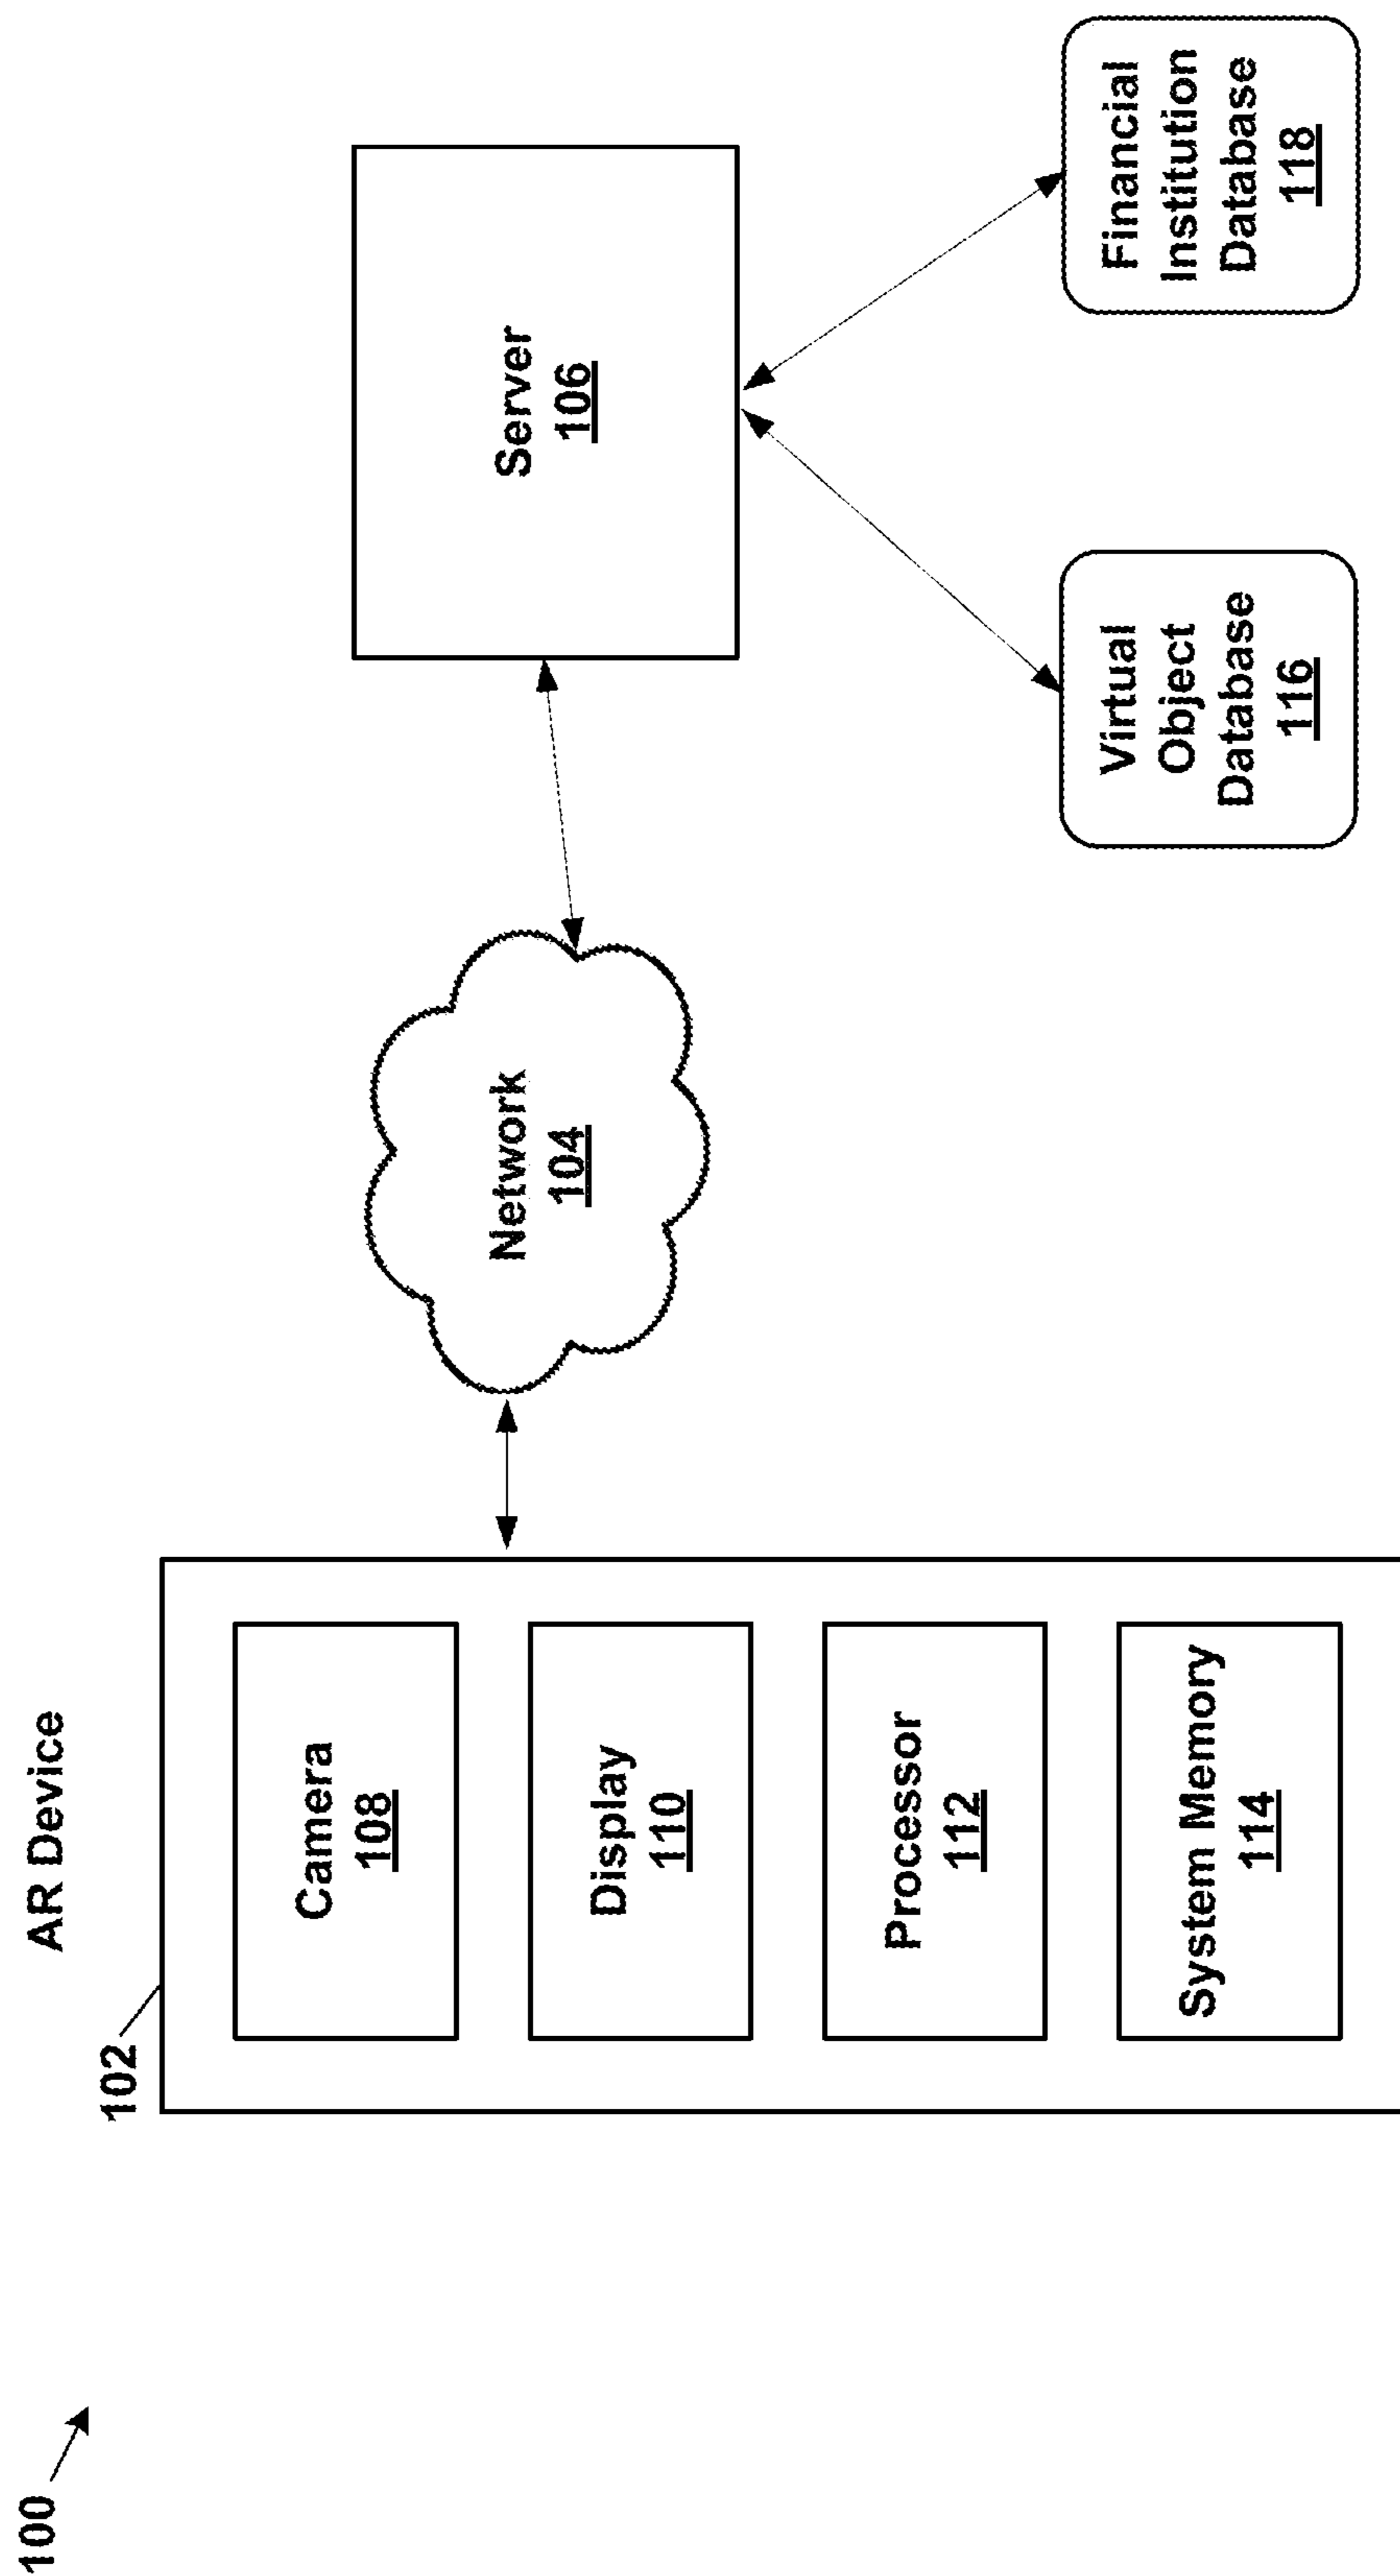 100
AR Device
102
Camera
108
Display
110
Processor
112
System Memory
114
Network
104
Server
106
Virtual
Object
Database
116
Financial
Institution
Database
118